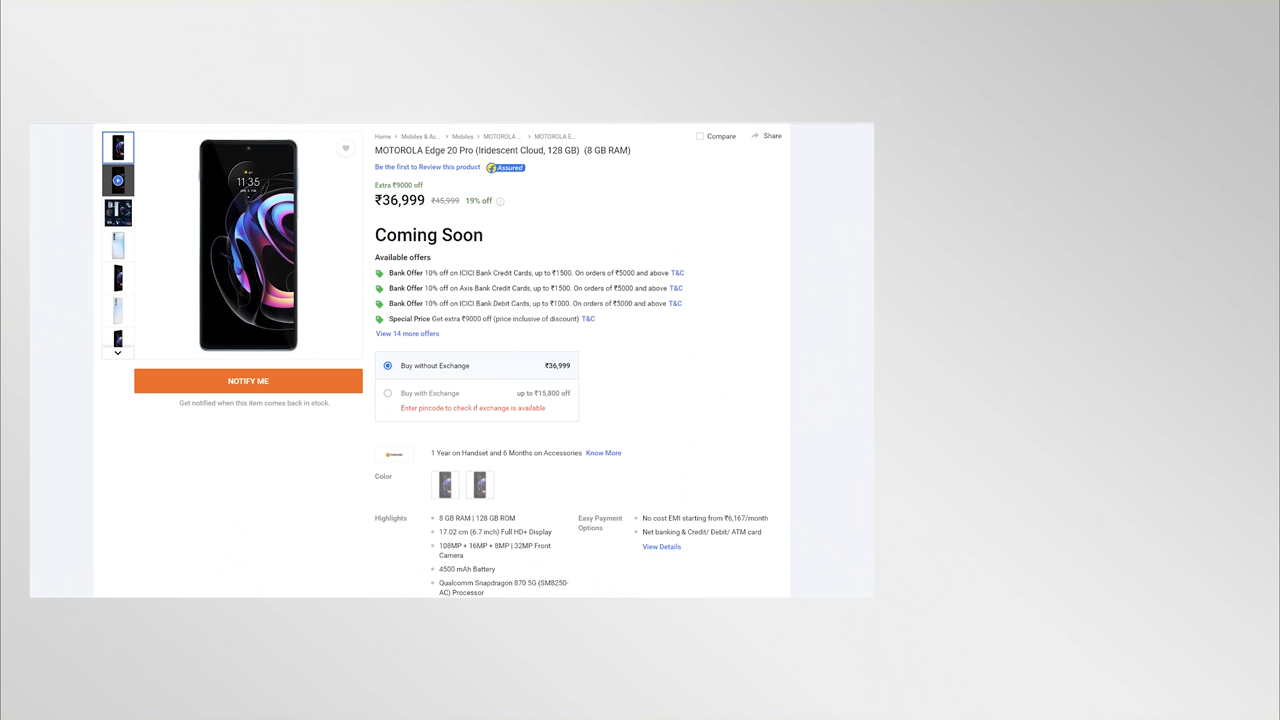 Home > Mobiles & Ac... > Mobiles > MOTOROLA ... > MOTOROLA E...
Compare
Share
MOTOROLA Edge 20 Pro (Iridescent Cloud, 128 GB) (8 GB RAM)
Be the first to Review this product
Assured
Extra ₹9000 off
₹36,999 ₹45,999 19% off
Coming Soon
Available offers
Bank Offer 10% off on ICICI Bank Credit Cards, up to ₹1500. On orders of ₹5000 and above T&C
Bank Offer 10% off on Axis Bank Credit Cards, up to ₹1500. On orders of ₹5000 and above T&C
Bank Offer 10% off on ICICI Bank Debit Cards, up to ₹1000. On orders of ₹5000 and above T&C
Special Price Get extra ₹9000 off (price inclusive of discount) T&C
View 14 more offers
11:35
NOTIFY ME
Get notified when this item comes back in stock.
Buy without Exchange ₹36,999
Buy with Exchange up to ₹15,800 off
Enter pincode to check if exchange is available
1 Year on Handset and 6 Months on Accessories Know More
Color
Highlights
8 GB RAM | 128 GB ROM
17.02 cm (6.7 inch) Full HD+ Display
108MP + 16MP + 8MP | 32MP Front
Camera
4500 mAh Battery
Qualcomm Snapdragon 870 5G (SM8250-
AC) Processor
Easy Payment
Options
No cost EMI starting from ₹6,167/month
Net banking & Credit/ Debit/ ATM card
View Details